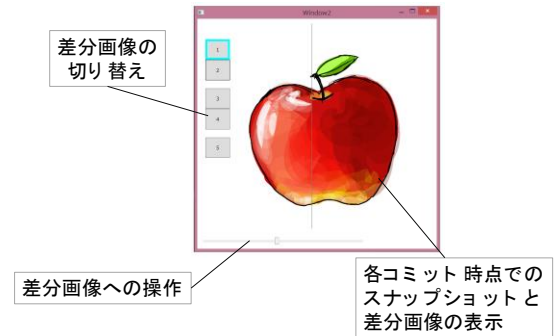 Window2
差分画像の
切り替え
1
2
3
4
5
差分画像への操作
各コミット時点での
スナップショットと
差分画像の表示